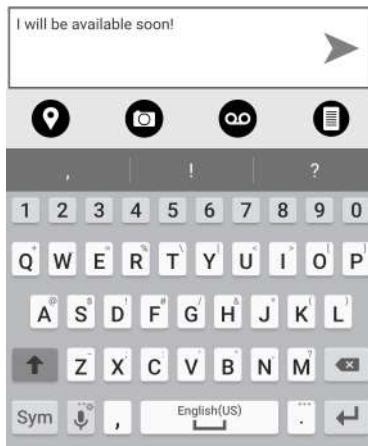 I will be available soon!
, ! ?
1 2 3 4 5 6 7 8 9 0
Q W E R T Y U I O P
A S D F G H J K L
Z X C V B N M
Sym , English(US) .